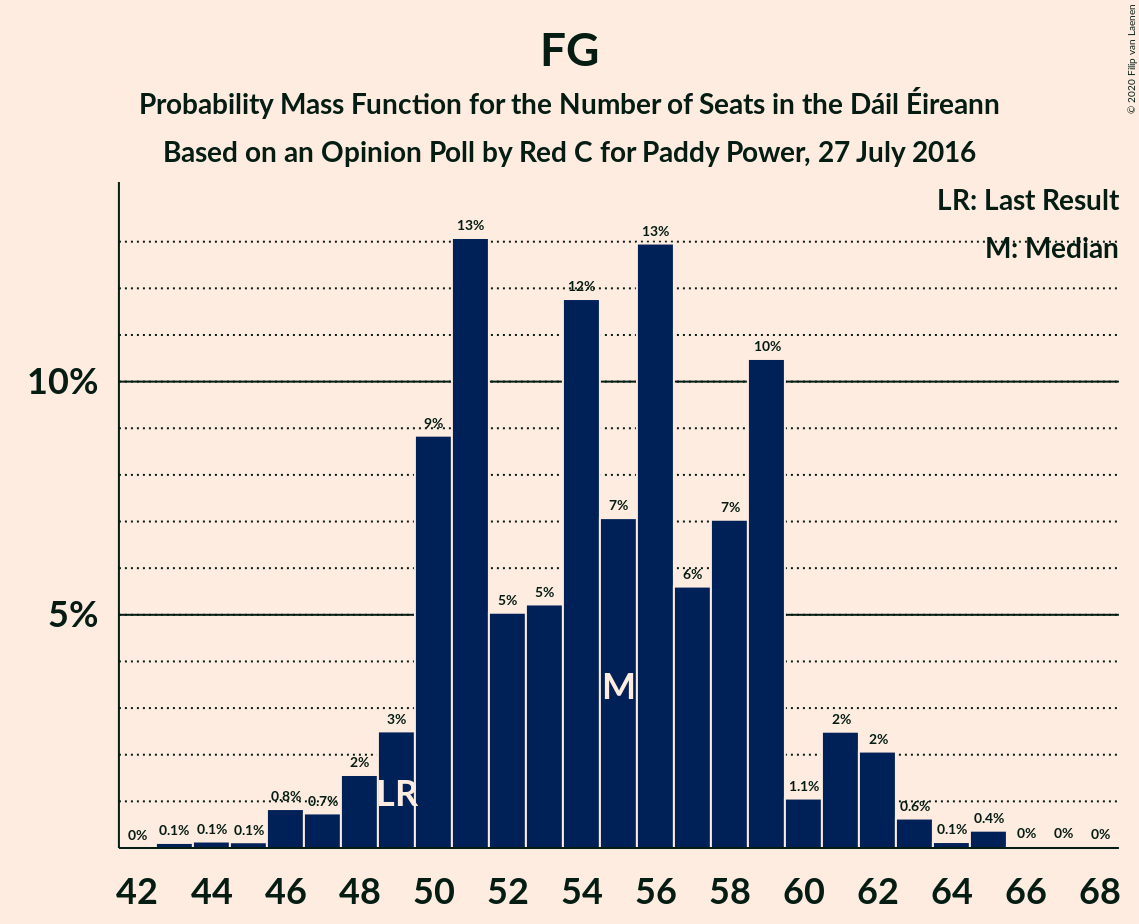 FG
Probability Mass Function for the Number of Seats in the Dáil Éireann
Based on an Opinion Poll by Red C for Paddy Power, 27 July 2016
© 2020 Filip van Laenen
LR: Last Result
M: Median
10%
5%
0% 0.1% 0.1% 0.1% 0.8% 0.7% 2% 3% 9% 13% 5% 5% 12% 7% 13% 6% 7% 10% 1.1% 2% 2% 0.6% 0.1% 0.4% 0% 0% 0%
M
LR
42 44 46 48 50 52 54 56 58 60 62 64 66 68